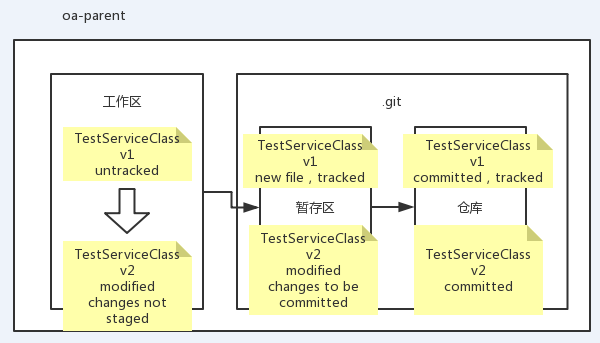 oa-parent
工作区
TestServiceClass
v1
untracked
TestServiceClass
v2
modified
changes not
staged
.git
TestServiceClass
v1
new file , tracked
暂存区
TestServiceClass
v2
modified
changes to be
committed
TestServiceClass
v1
committed , tracked
仓库
TestServiceClass
v2
committed